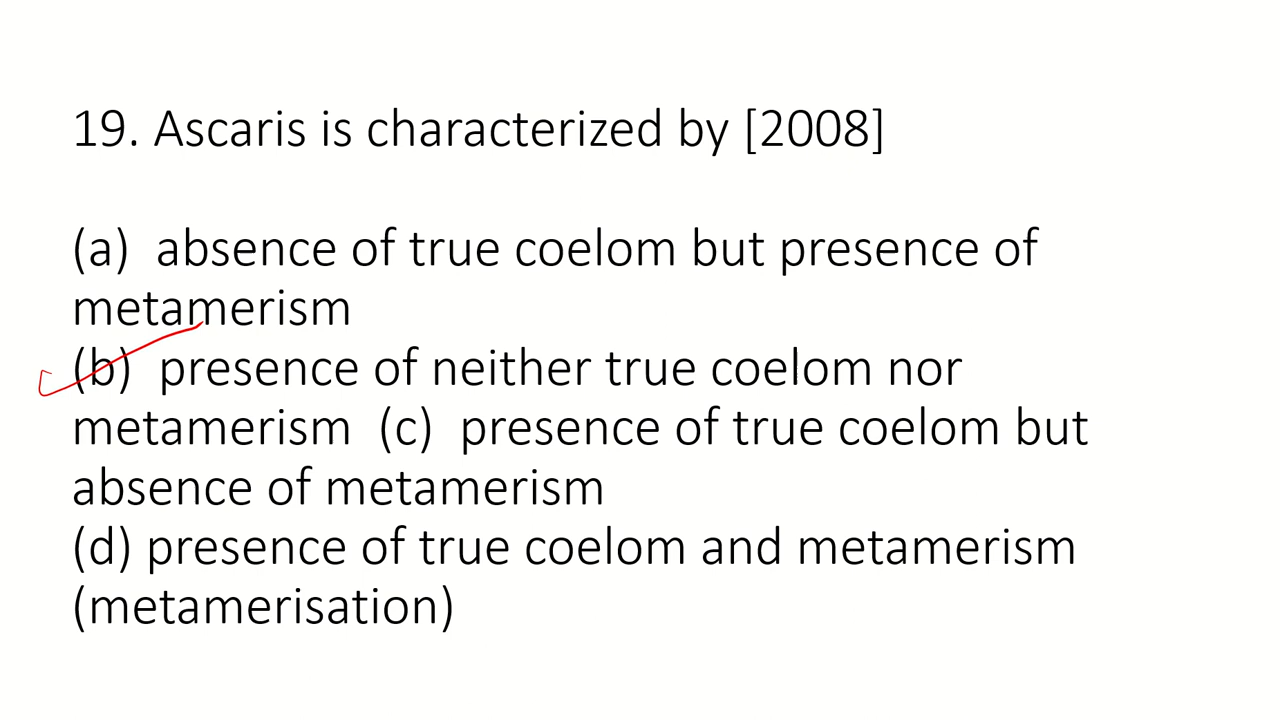 19. Ascaris is characterized by [2008]
(a) absence of true coelom but presence of
metamerism
(b) presence of neither true coelom nor
metamerism (c) presence of true coelom but
absence of metamerism
(d) presence of true coelom and metamerism
(metamerisation)